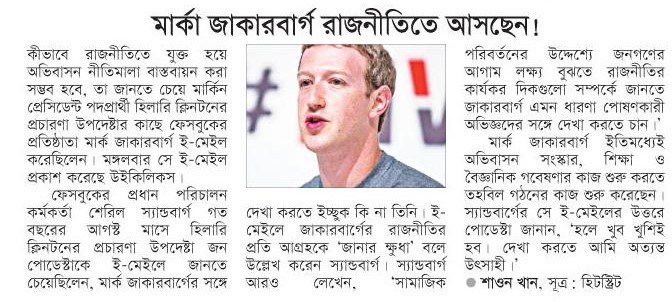 মার্কা জাকারবার্গ রাজনীতিতে আসছেন!
কীভাবে রাজনীতিতে যুক্ত হয়ে
অভিবাসন নীতিমালা বাস্তবায়ন করা
সম্ভব হবে, তা জানতে চেয়ে মার্কিন
প্রেসিডেন্ট পদপ্রার্থী হিলারি ক্লিনটনের
প্রচারণা উপদেষ্টার কাছে ফেসবুকের
প্রতিষ্ঠাতা মার্ক জাকারবার্গ ই-মেইল
করেছিলেন। মঙ্গলবার সে ই-মেইল
প্রকাশ করেছে উইকিলিকস।
ফেসবুকের প্রধান পরিচালন
কর্মকর্তা শেরিল স্যান্ডবার্গ গত
বছরের আগস্ট মাসে হিলারি
ক্লিনটনের প্রচারণা উপদেষ্টা জন
পোডেস্টাকে ই-মেইলে জানতে
চেয়েছিলেন, মার্ক জাকারবার্গের সঙ্গে
দেখা করতে ইচ্ছুক কি না তিনি। ই-
মেইলে জাকারবার্গের রাজনীতির
প্রতি আগ্রহকে ‘জানার ক্ষুধা’ বলে
উল্লেখ করেন স্যান্ডবার্গ। স্যান্ডবার্গ
আরও লেখেন, ‘সামাজিক
পরিবর্তনের উদ্দেশ্যে জনগণের
আগাম লক্ষ্য বুঝতে রাজনীতির
কার্যকর দিকগুলো সম্পর্কে জানতে
জাকারবার্গ এমন ধারণা পোষণকারী
অভিজ্ঞদের সঙ্গে দেখা করতে চান।’
মার্ক জাকারবার্গ ইতিমধ্যেই
অভিবাসন সংস্কার, শিক্ষা ও
বৈজ্ঞানিক গবেষণার কাজ শুরু করতে
তহবিল গঠনের কাজ শুরু করেছেন।
স্যান্ডবার্গের সে ই-মেইলের উত্তরে
পোডেস্টা জানান, ‘হলে খুব খুশিই
হব। দেখা করতে আমি অত্যন্ত
উৎসাহী।’
● শাওন খান, সূত্র : হিটস্ট্রিট